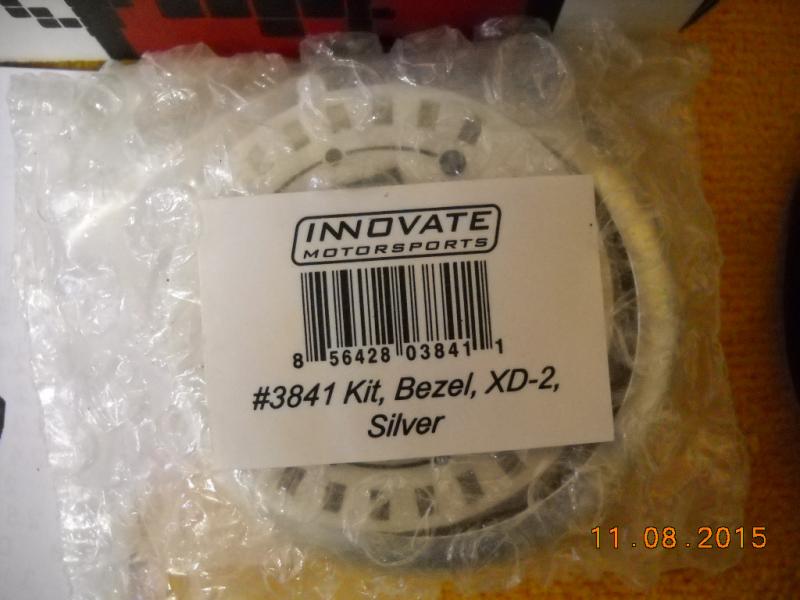 INNOVATE
MOTORSPORTS
8 56428 03841 1
#3841 Kit, Bezel, XD-2,
Silver
11.08.2015